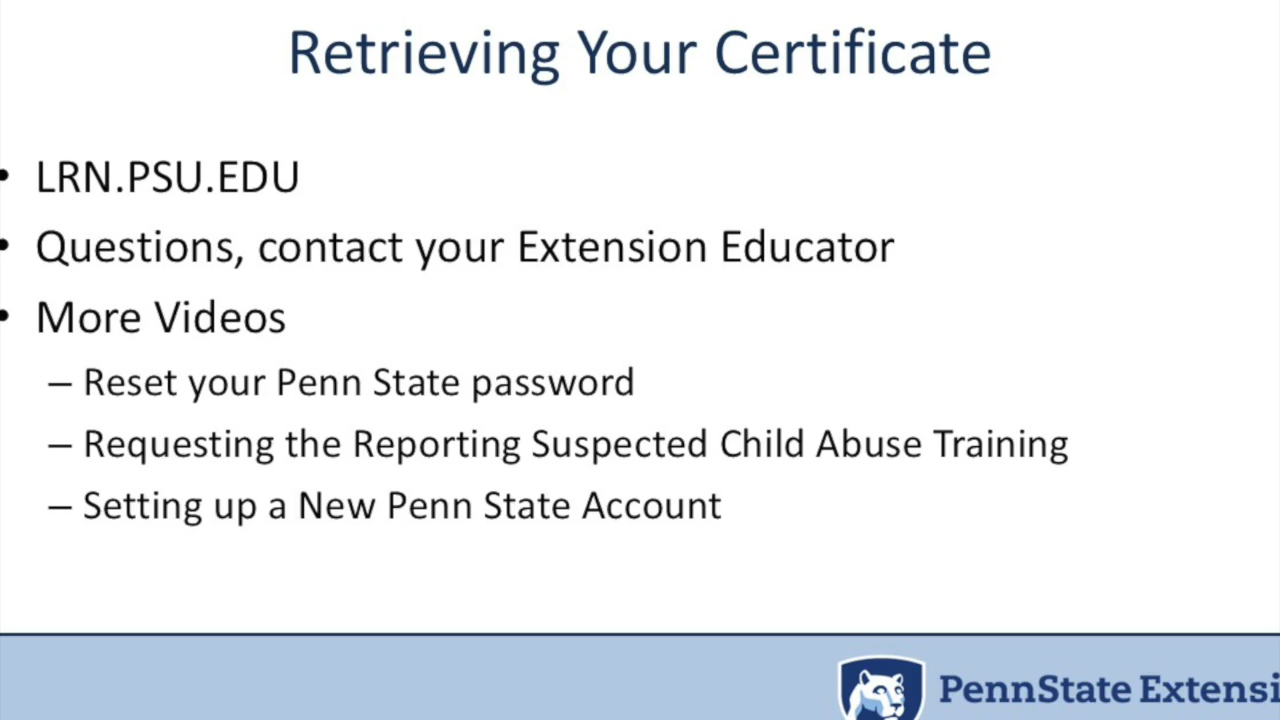 Retrieving Your Certificate
• LRN.PSU.EDU
• Questions, contact your Extension Educator
• More Videos
– Reset your Penn State password
– Requesting the Reporting Suspected Child Abuse Training
– Setting up a New Penn State Account
PennState Extensi